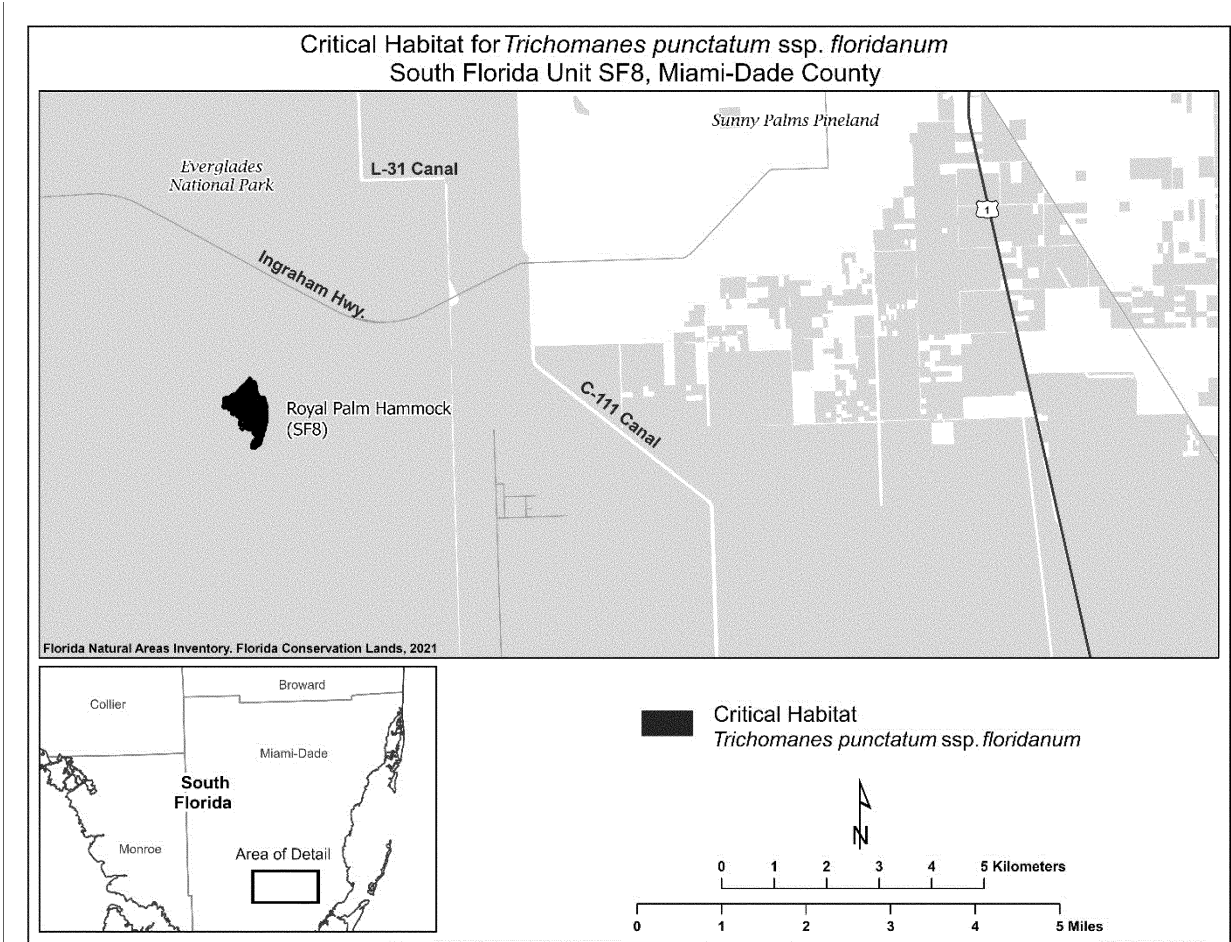 Critical Habitat for Trichomanes punctatum ssp. floridanum
South Florida Unit SF8, Miami-Dade County
Sunny Palms Pineland
Everglades
National Park
L-31 Canal
1
Ingraham Hwy.
Royal Palm Hammock
(SF8)
C-111 Canal
Florida Natural Areas Inventory. Florida Conservation Lands, 2021
Broward
Collier
Miami-Dade
South
Florida
Monroe
Area of Detail
Critical Habitat
Trichomanes punctatum ssp. floridanum
N
0 1 2 3 4 5 Kilometers
0 1 2 3 4 5 Miles